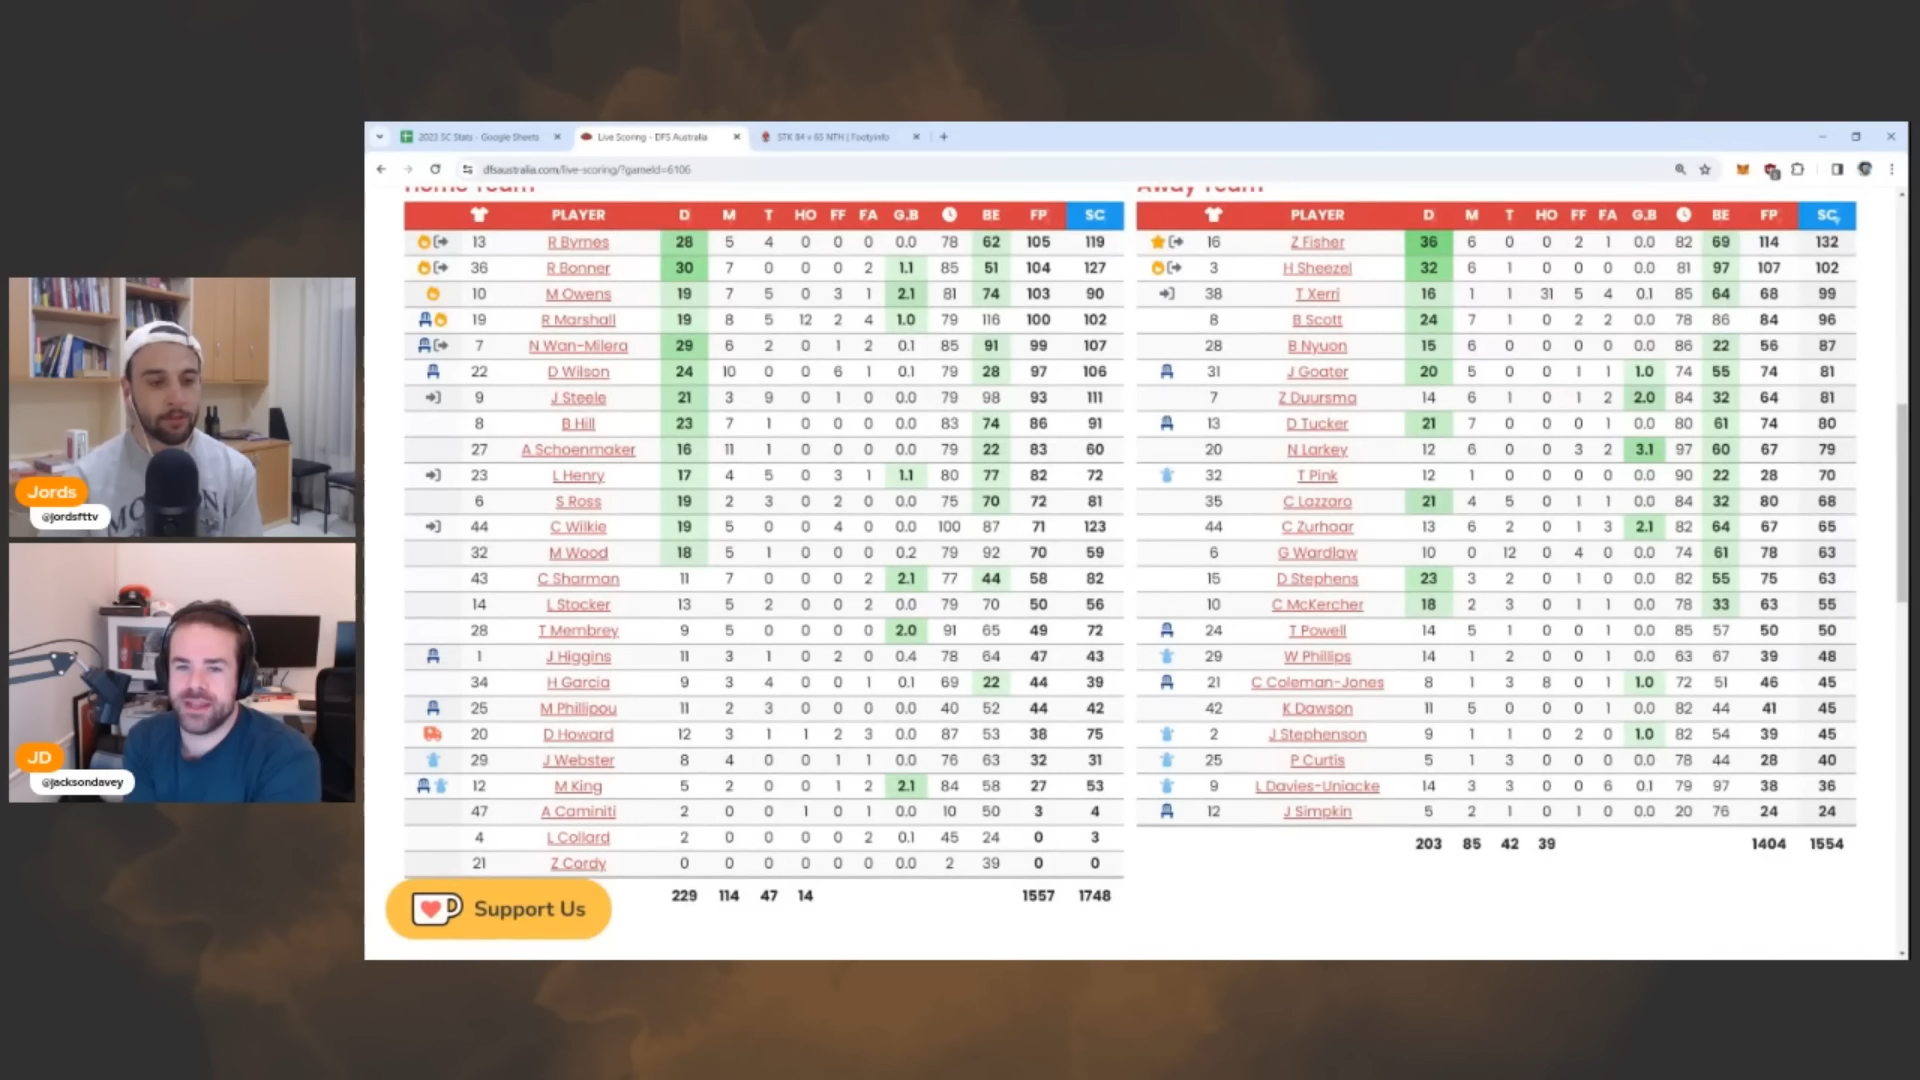 2023 SC Stats - Google Sheets
Live Scoring - DFS Australia
STK 84 v 65 NTH | Footyinfo
dfsaustralia.com/live-scoring/?gameId=6106
Home Team
PLAYER D M T HO FF FA G.B BE FP SC
13 R Byrnes 28 5 4 0 0 0 0.0 78 62 105 119
36 R Bonner 30 7 0 0 0 2 1.1 85 51 104 127
10 M Owens 19 7 5 0 3 1 2.1 81 74 103 90
19 R Marshall 19 8 5 12 2 4 1.0 79 116 100 102
7 N Wan-Milera 29 6 2 0 1 2 0.1 85 91 99 107
22 D Wilson 24 10 0 0 6 1 0.1 79 28 97 106
9 J Steele 21 3 9 0 1 0 0.0 79 98 93 111
8 B Hill 23 7 1 0 0 0 0.0 83 74 86 91
27 A Schoenmaker 16 11 1 0 0 0 0.0 79 22 83 60
23 L Henry 17 4 5 0 3 1 1.1 80 77 82 72
6 S Ross 19 2 3 0 2 0 0.0 75 70 72 81
44 C Wilkie 19 5 0 0 4 0 0.0 100 87 71 123
32 M Wood 18 5 1 0 0 0 0.2 79 92 70 59
43 C Sharman 11 7 0 0 0 2 2.1 77 44 58 82
14 L Stocker 13 5 2 0 0 2 0.0 79 70 50 56
28 T Membrey 9 5 0 0 0 0 2.0 91 65 49 72
1 J Higgins 11 3 1 0 2 0 0.4 78 64 47 43
34 H Garcia 9 3 4 0 0 1 0.1 69 22 44 39
25 M Phillipou 11 2 3 0 0 0 0.0 40 52 44 42
20 D Howard 12 3 1 1 2 3 0.0 87 53 38 75
29 J Webster 8 4 0 0 1 1 0.0 76 63 32 31
12 M King 5 2 0 0 1 2 2.1 84 58 27 53
47 A Caminiti 2 0 0 1 0 1 0.0 10 50 3 4
4 L Collard 2 0 0 0 0 2 0.1 45 24 0 3
21 Z Cordy 0 0 0 0 0 0 0.0 2 39 0 0
229 114 47 14 1557 1748
Away Team
PLAYER D M T HO FF FA G.B BE FP SC
16 Z Fisher 36 6 0 0 2 1 0.0 82 69 114 132
3 H Sheezel 32 6 1 0 0 0 0.0 81 97 107 102
38 T Xerri 16 1 1 31 5 4 0.1 85 64 68 99
8 B Scott 24 7 1 0 2 2 0.0 78 86 84 96
28 B Nyuon 15 6 0 0 0 0 0.0 86 22 56 87
31 J Goater 20 5 0 0 1 1 1.0 74 55 74 81
7 Z Duursma 14 6 1 0 1 2 2.0 84 32 64 81
13 D Tucker 21 7 0 0 0 1 0.0 80 61 74 80
20 N Larkey 12 6 0 0 3 2 3.1 97 60 67 79
32 T Pink 12 1 0 0 0 0 0.0 90 22 28 70
35 C Lazzaro 21 4 5 0 1 1 0.0 84 32 80 68
44 C Zurhaar 13 6 2 0 1 3 2.1 82 64 67 65
6 G Wardlaw 10 0 12 0 4 0 0.0 74 61 78 63
15 D Stephens 23 3 2 0 1 0 0.0 82 55 75 63
10 C McKercher 18 2 3 0 1 1 0.0 78 33 63 55
24 T Powell 14 5 1 0 0 1 0.0 85 57 50 50
29 W Phillips 14 1 2 0 0 1 0.0 63 67 39 48
21 C Coleman-Jones 8 1 3 8 0 1 1.0 72 51 46 45
42 K Dawson 11 5 0 0 0 1 0.0 82 44 41 45
2 J Stephenson 9 1 1 0 2 0 1.0 82 54 39 45
25 P Curtis 5 1 3 0 0 0 0.0 78 44 28 40
9 L Davies-Uniacke 14 3 3 0 0 6 0.1 79 97 38 36
12 J Simpkin 5 2 1 0 1 0 0.0 20 76 24 24
203 85 42 39 1404 1554
Support Us
Jords
@jordsfttv
JD
@jacksondavey